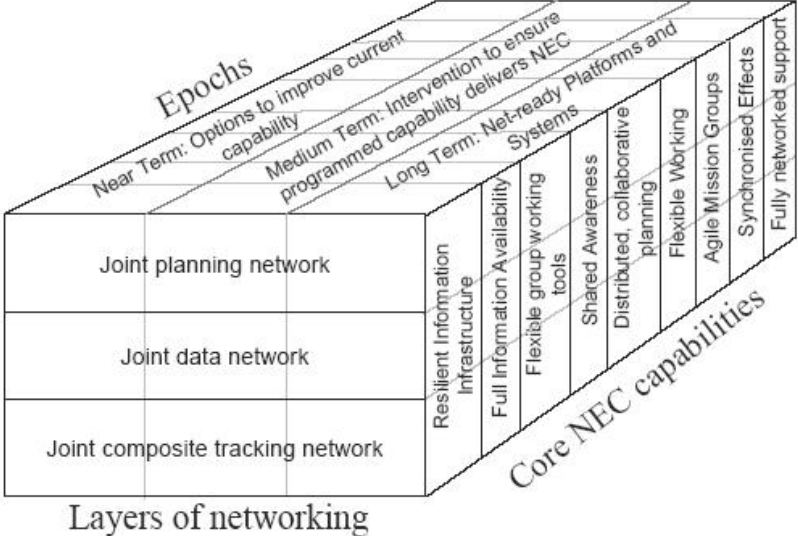 Epochs
Near Term: Options to improve current
capability
Medium Term: Intervention to ensure
programmed capability delivers NEC
Long Term: Net-ready Platforms and
Systems
Joint planning network
Joint data network
Joint composite tracking network
Layers of networking
Resilient Information
Infrastructure
Full Information Availability
Flexible group working
tools
Shared Awareness
Distributed, collaborative
planning
Flexible Working
Agile Mission Groups
Synchronised Effects
Fully networked support
Core NEC capabilities